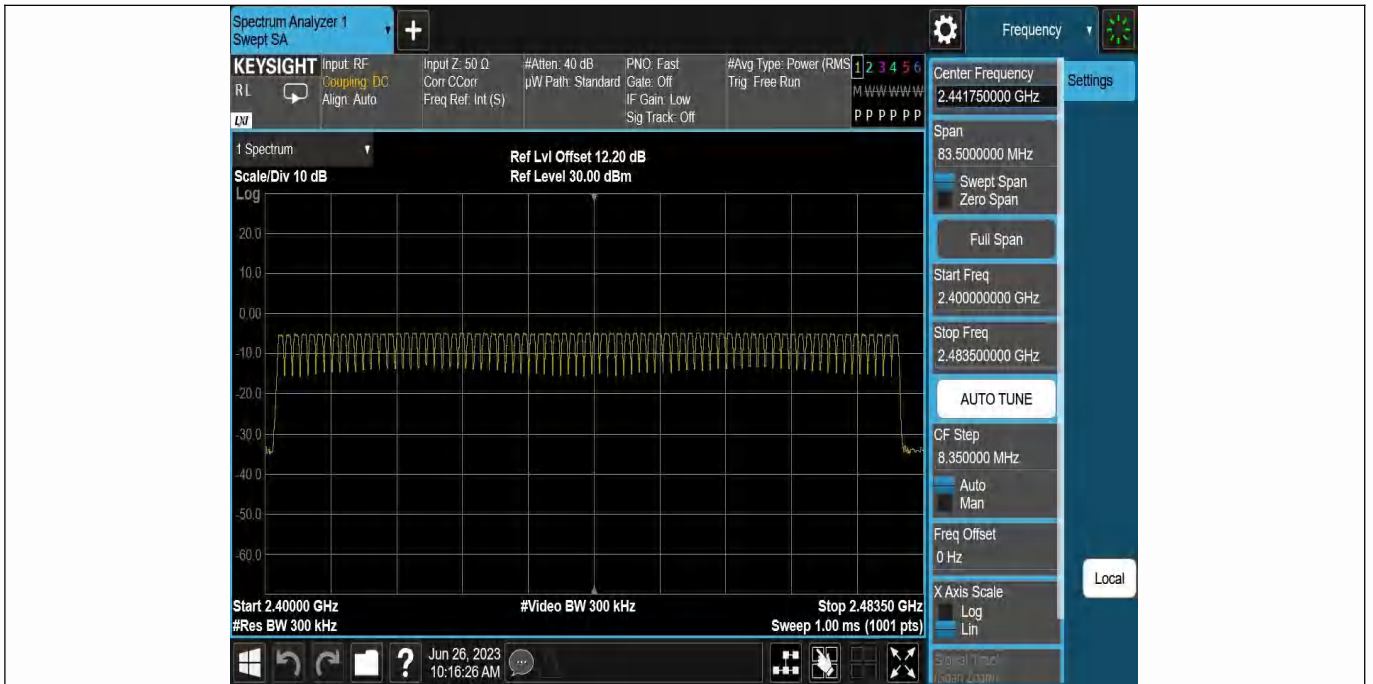 Spectrum Analyzer 1
Swept SA
+
Frequency
KEYSIGHT
RL
LXI
Input: RF
Coupling: DC
Align: Auto
Input Z: 50 Ω
Corr CCorr
Freq Ref: Int (S)
#Atten: 40 dB
µW Path: Standard
PNO: Fast
Gate: Off
IF Gain: Low
Sig Track: Off
#Avg Type: Power (RMS
Trig: Free Run
1 2 3 4 5 6
M W W W W W
P P P P P P
1 Spectrum
Scale/Div 10 dB
Log
Ref Lvl Offset 12.20 dB
Ref Level 30.00 dBm
20.0
10.0
0.00
-10.0
-20.0
-30.0
-40.0
-50.0
-60.0
Start 2.40000 GHz
#Res BW 300 kHz
#Video BW 300 kHz
Stop 2.48350 GHz
Sweep 1.00 ms (1001 pts)
?
Jun 26, 2023
10:16:26 AM
Center Frequency
2.441750000 GHz
Settings
Span
83.5000000 MHz
Swept Span
Zero Span
Full Span
Start Freq
2.400000000 GHz
Stop Freq
2.483500000 GHz
AUTO TUNE
CF Step
8.350000 MHz
Auto
Man
Freq Offset
0 Hz
X Axis Scale
Log
Lin
Local
Signal Track
(Span Zoom)